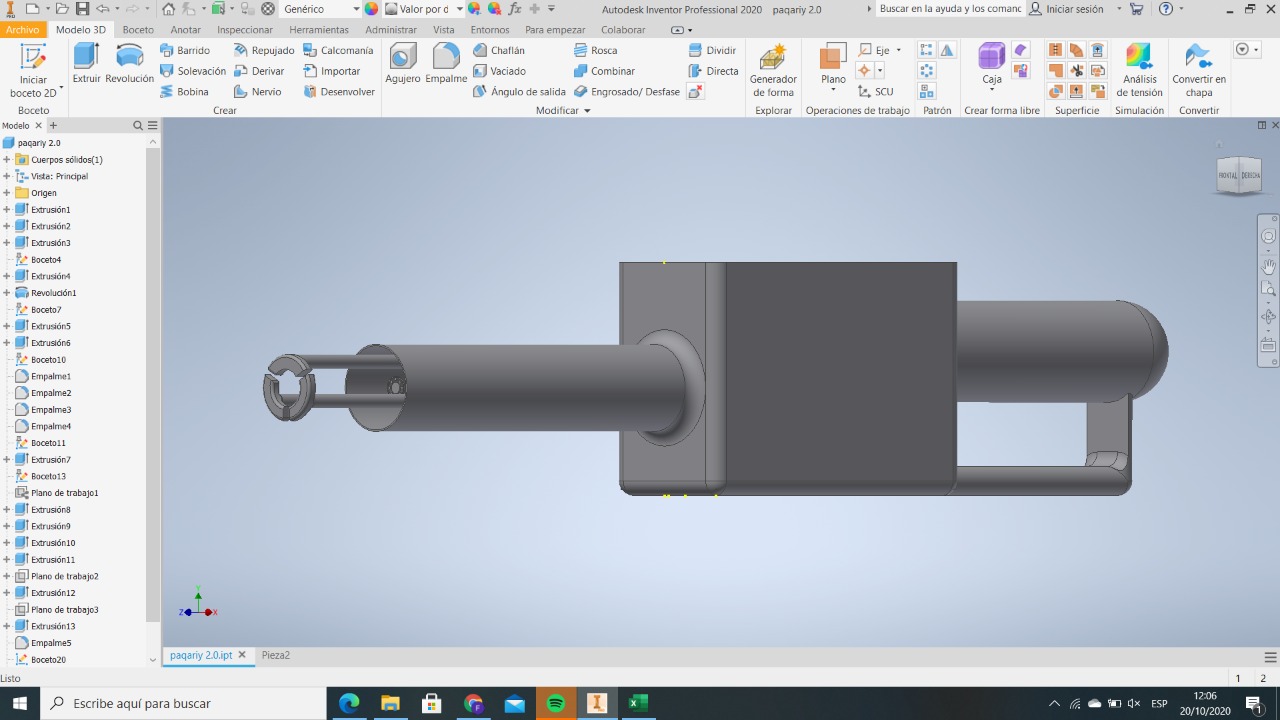 PRO
Genérico
Valor por d
fx
Autodesk Inventor Professional 2020 paqariy 2.0
Buscar en la ayuda y los comanc
Iniciar sesión
Archivo
Modelo 3D
Boceto
Anotar
Inspeccionar
Herramientas
Administrar
Vista
Entornos
Para empezar
Colaborar
Iniciar
boceto 2D
Extruir
Revolución
Barrido
Solevación
Bobina
Repujado
Derivar
Nervio
Calcomanía
Importar
Desenvolver
Agujero
Empalme
Chaflán
Vaciado
Ángulo de salida
Rosca
Combinar
Engrosado/ Desfase
Dividir
Directa
Generador
de forma
Plano
Eje
SCU
Caja
Análisis
de tensión
Convertir en
chapa
Boceto
Crear
Modificar
Explorar
Operaciones de trabajo
Patrón
Crear forma libre
Superficie
Simulación
Convertir
Modelo
paqariy 2.0
Cuerpos sólidos(1)
Vista: Principal
Origen
Extrusión1
Extrusión2
Extrusión3
Boceto4
Extrusión4
Revolución1
Boceto7
Extrusión5
Extrusión6
Boceto10
Empalme1
Empalme2
Empalme3
Empalme4
Boceto11
Extrusión7
Boceto13
Plano de trabajo1
Extrusión8
Extrusión9
Extrusión10
Extrusión11
Plano de trabajo2
Extrusión12
Plano de trabajo3
Extrusión13
Empalme5
Boceto20
FRONTAL
DERECHA
Y
Z
X
paqariy 2.0.ipt
Pieza2
Listo
1
2
Escribe aquí para buscar
ESP
12:06
20/10/2020